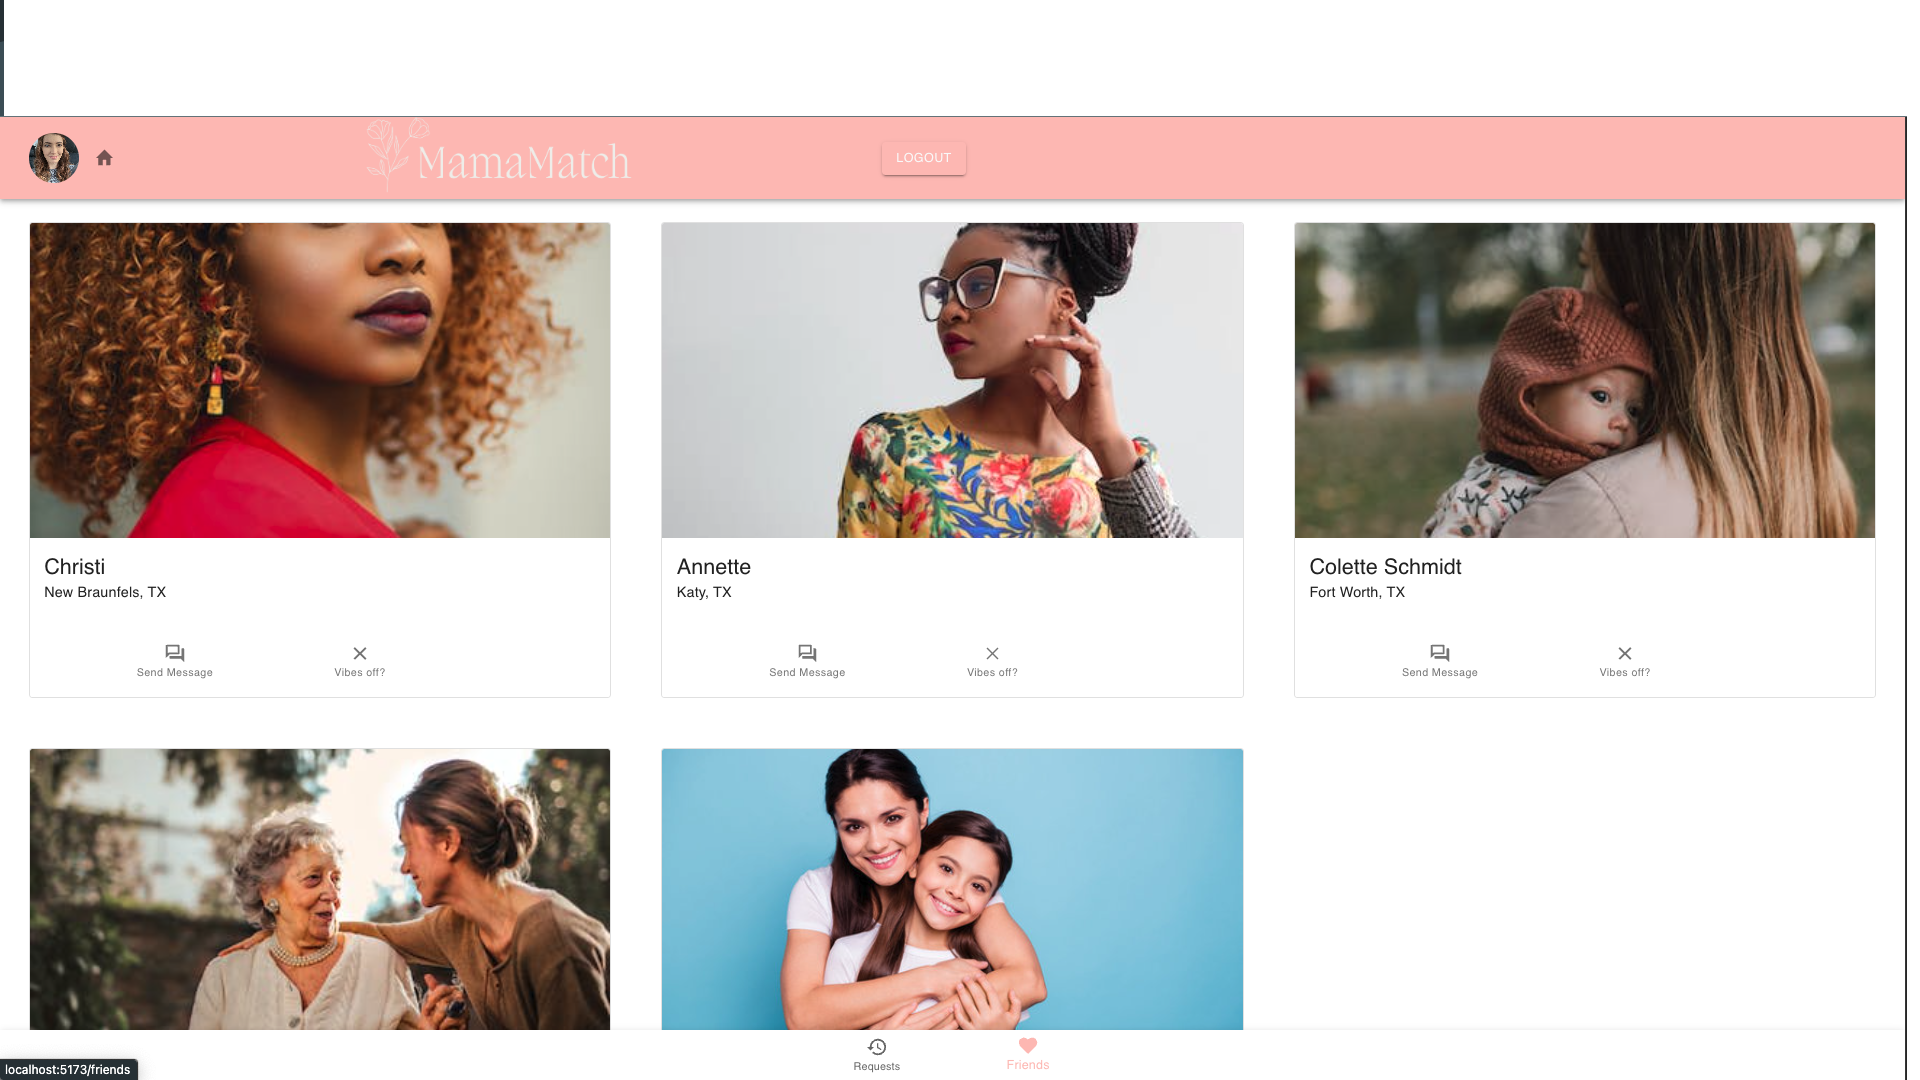 MamaMatch
LOGOUT
Christi
New Braunfels, TX
Send Message
Vibes off?
Annette
Katy, TX
Send Message
Vibes off?
Colette Schmidt
Fort Worth, TX
Send Message
Vibes off?
Requests
Friends
localhost:5173/friends